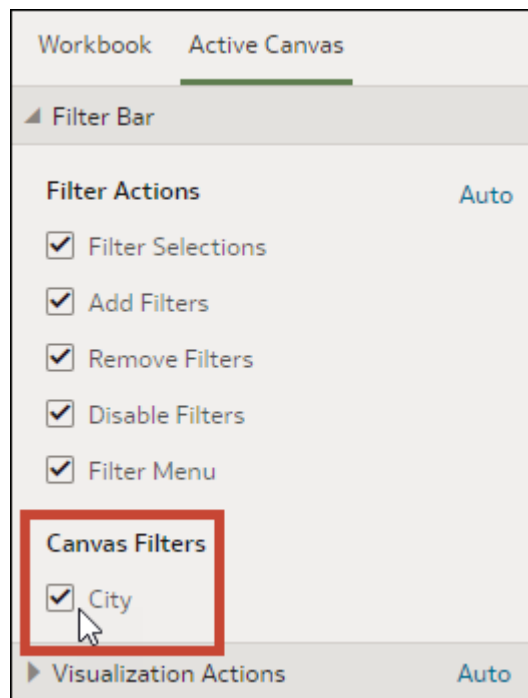 Workbook Active Canvas
Filter Bar
Filter Actions Auto
Filter Selections
Add Filters
Remove Filters
Disable Filters
Filter Menu
Canvas Filters
City
Visualization Actions Auto